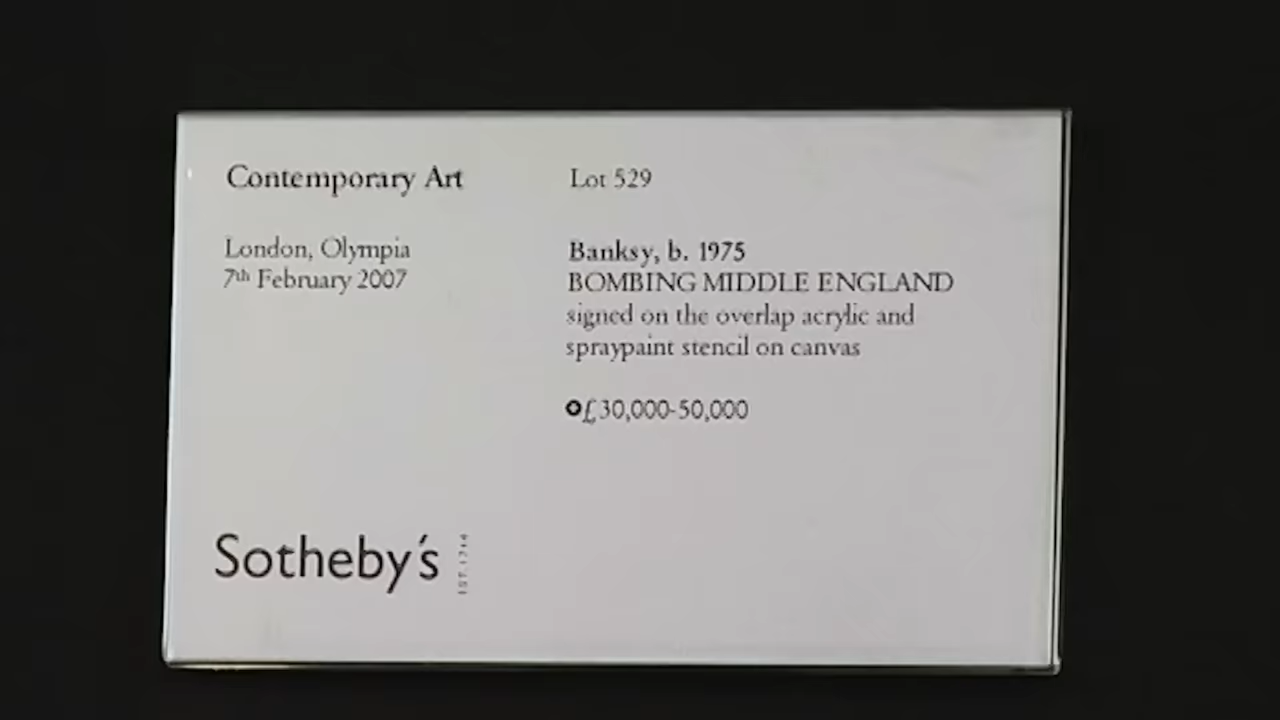 Contemporary Art
London, Olympia
7th February 2007
Lot 529
Banksy, b. 1975
BOMBING MIDDLE ENGLAND
signed on the overlap acrylic and
spraypaint stencil on canvas
£30,000-50,000
Sotheby's
EST. 1744